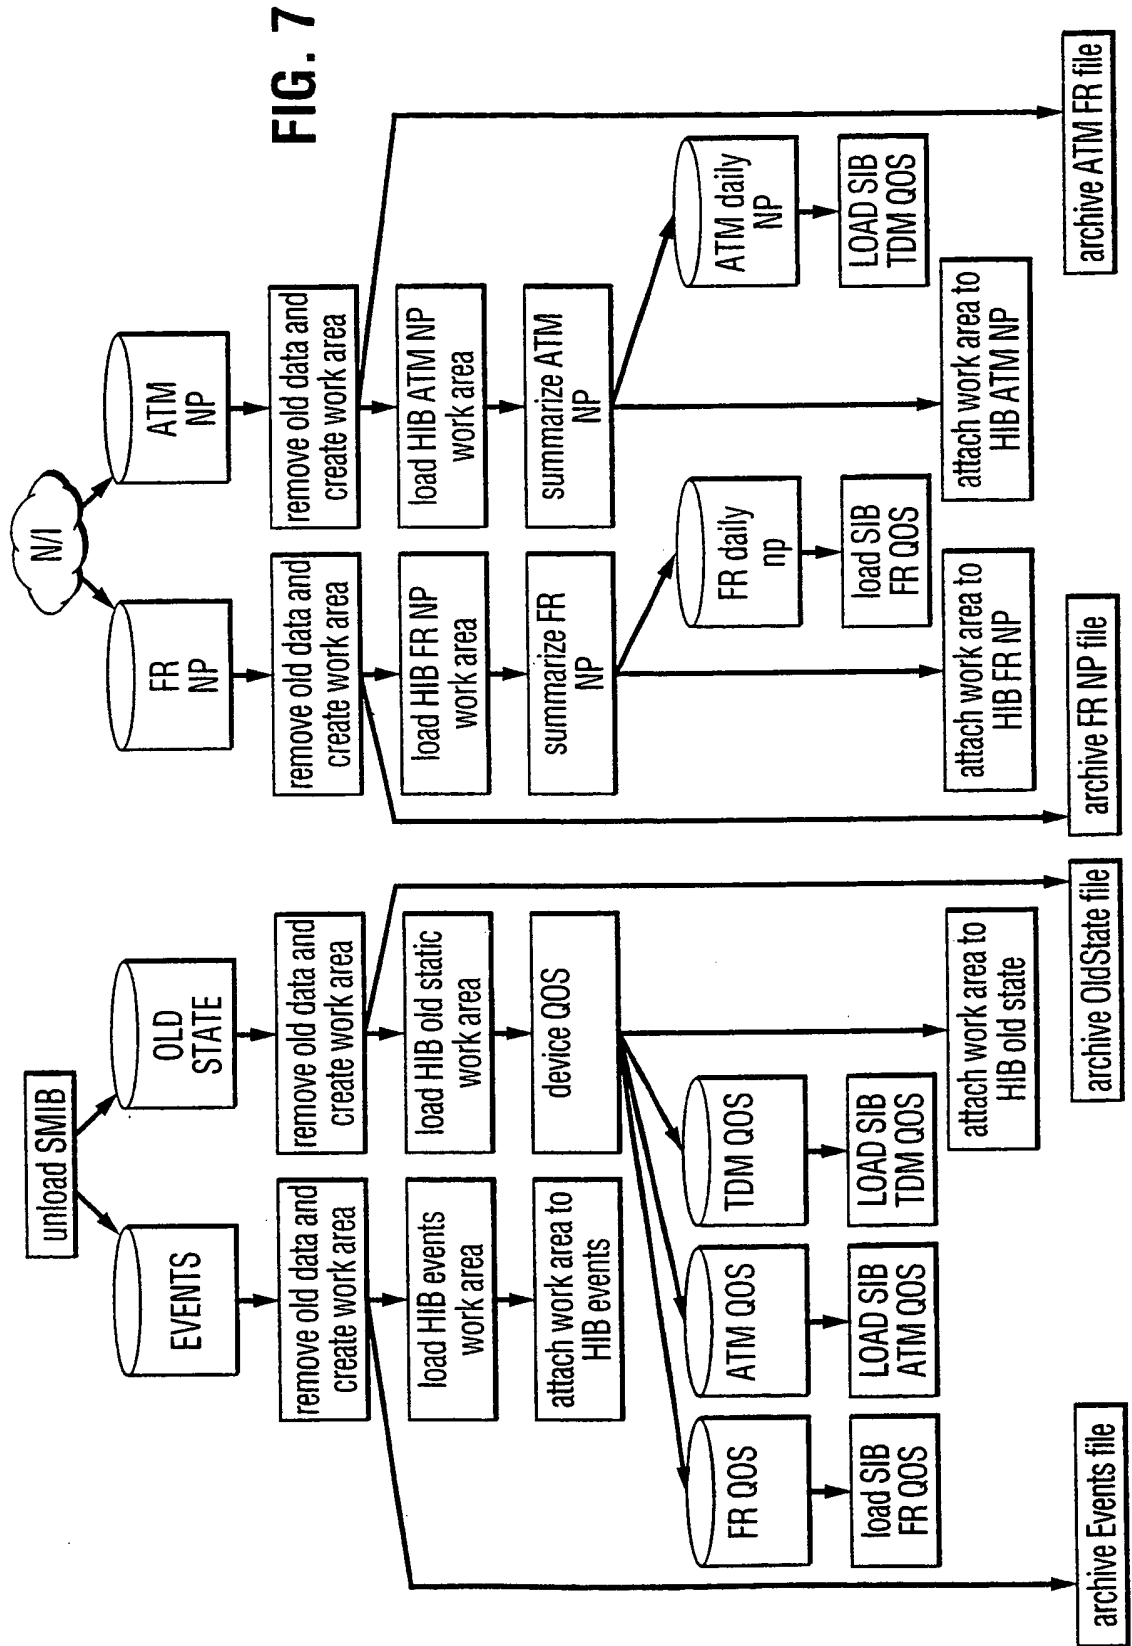 FIG. 7
unload SMIB
EVENTS
OLD
STATE
remove old data and
create work area
remove old data and
create work area
load HIB events
work area
load HIB old static
work area
attach work area to
HIB events
device QOS
FR QOS
ATM QOS
TDM QOS
load SIB
FR QOS
LOAD SIB
ATM QOS
LOAD SIB
TDM QOS
attach work area to
HIB old state
archive Events file
archive OldState file
N/I
FR
NP
ATM
NP
remove old data and
create work area
remove old data and
create work area
load HIB FR NP
work area
load HIB ATM NP
work area
summarize FR
NP
summarize ATM
NP
FR daily
np
ATM daily
NP
load SIB
FR QOS
LOAD SIB
TDM QOS
attach work area to
HIB FR NP
attach work area to
HIB ATM NP
archive FR NP file
archive ATM FR file